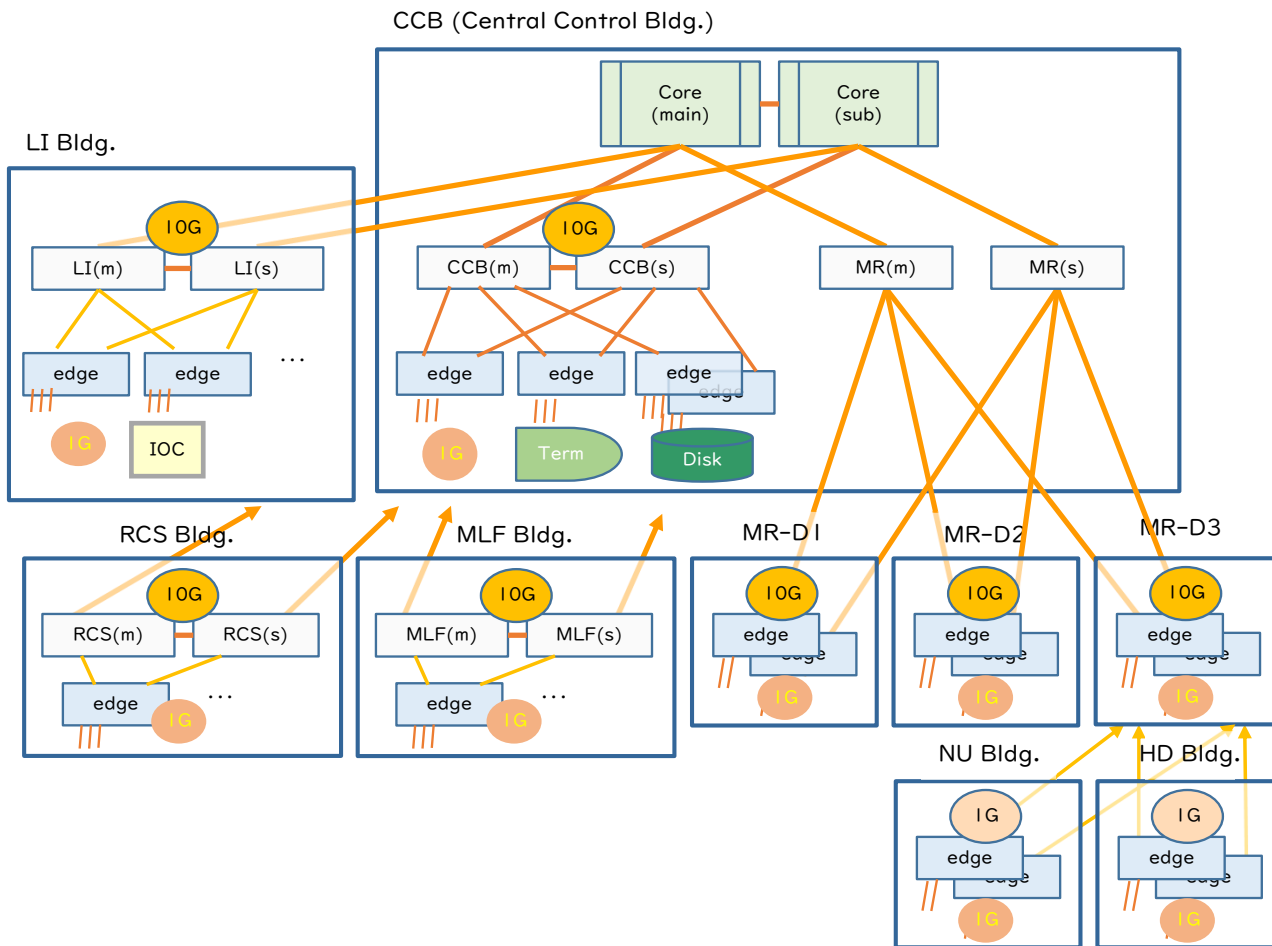 CCB (Central Control Bldg.)
Core
(main)
Core
(sub)
LI Bldg.
10G
LI(m)
LI(s)
edge
edge
...
1G
IOC
10G
CCB(m)
CCB(s)
MR(m)
MR(s)
edge
edge
edge
edge
1G
Term
Disk
RCS Bldg.
10G
RCS(m)
RCS(s)
edge
...
1G
MLF Bldg.
10G
MLF(m)
MLF(s)
edge
...
1G
MR-D1
10G
edge
edge
1G
MR-D2
10G
edge
edge
1G
MR-D3
10G
edge
edge
1G
NU Bldg.
1G
edge
edge
1G
HD Bldg.
1G
edge
edge
1G